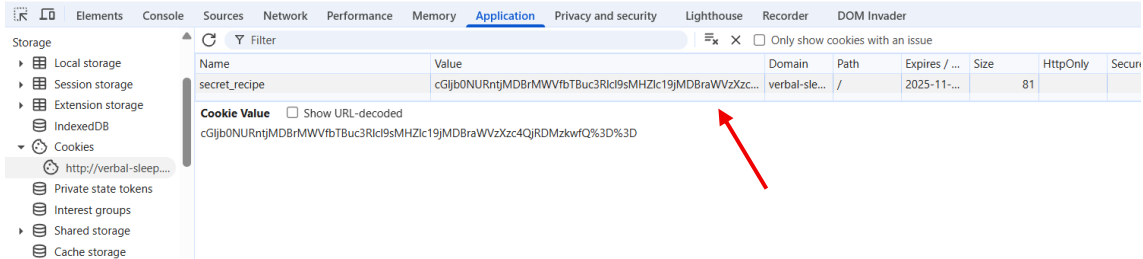 Elements Console Sources Network Performance Memory Application Privacy and security Lighthouse Recorder DOM Invader
Storage
Filter
Only show cookies with an issue
Local storage
Session storage
Extension storage
IndexedDB
Cookies
http://verbal-sleep....
Private state tokens
Interest groups
Shared storage
Cache storage
Name Value Domain Path Expires / ... Size HttpOnly Secure
secret_recipe cGljb0NURntjMDBrMWVfbTBuc3Rlcl9sMHZlc19jMDBraWVzXzc... verbal-sle... / 2025-11-... 81
Cookie Value Show URL-decoded
cGljb0NURntjMDBrMWVfbTBuc3Rlcl9sMHZlc19jMDBraWVzXzc4QjRDMzkwfQ%3D%3D